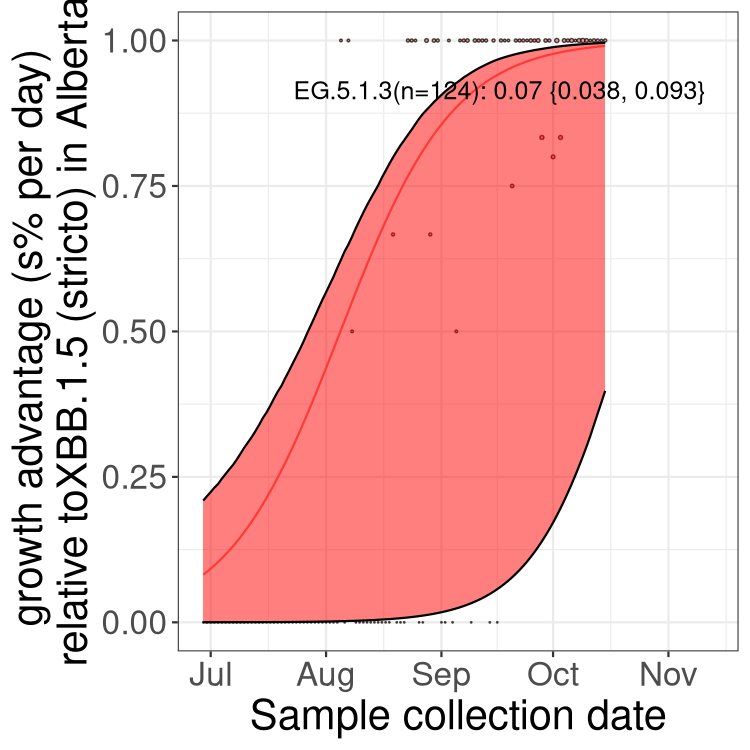 growth advantage (s% per day)
relative toXBB.1.5 (stricto) in Alberta
1.00
0.75
0.50
0.25
0.00
EG.5.1.3(n=124): 0.07 {0.038, 0.093}
Jul Aug Sep Oct Nov
Sample collection date